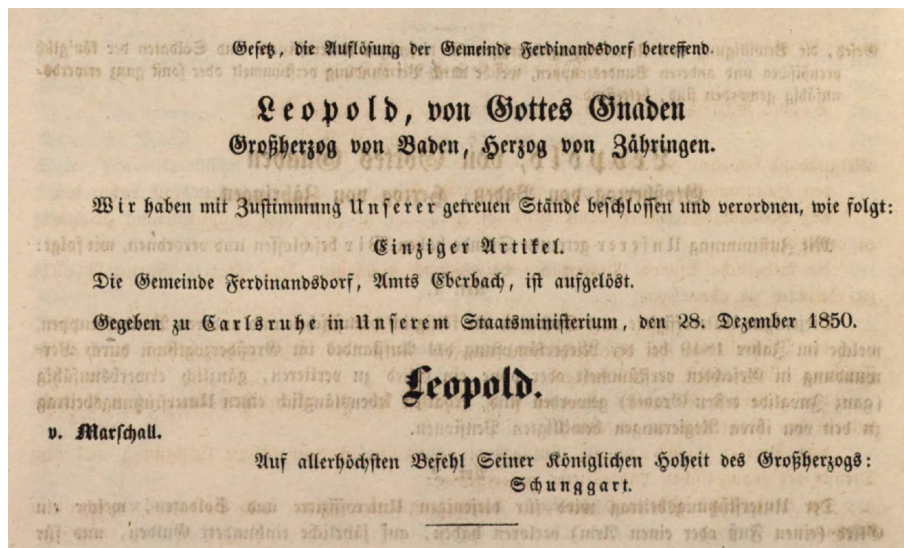 Gesetz, die Auflösung der Gemeinde Ferdinandsdorf betreffend.
Leopold, von Gottes Gnaden
Großherzog von Baden, Herzog von Zähringen.
Wir haben mit Zustimmung Unserer getreuen Stände beschlossen und verordnen, wie folgt:
Einziger Artikel.
Die Gemeinde Ferdinandsdorf, Amts Eberbach, ist aufgelöst.
Gegeben zu Carlsruhe in Unserem Staatsministerium, den 28. Dezember 1850.
Leopold.
v. Marschall.
Auf allerhöchsten Befehl Seiner Königlichen Hoheit des Großherzogs:
Schunggart.